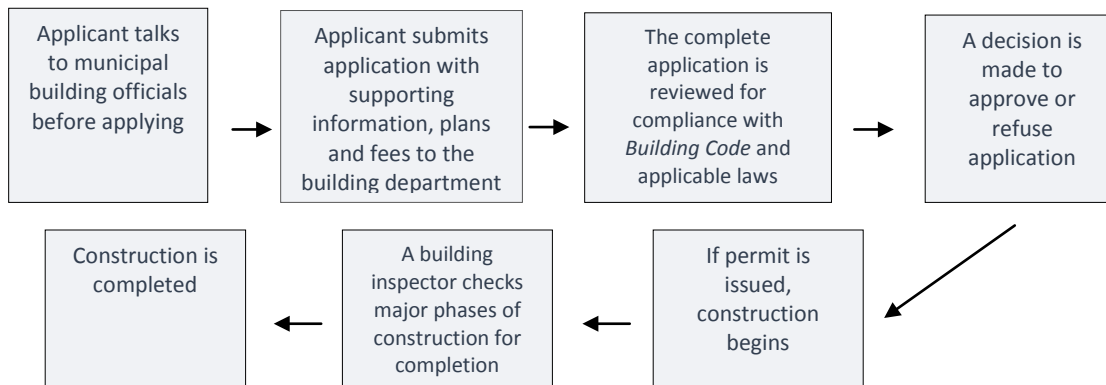 Applicant talks
to municipal
building officials
before applying
Applicant submits
application with
supporting
information, plans
and fees to the
building department
The complete
application is
reviewed for
compliance with
Building Code and
applicable laws
A decision is
made to
approve or
refuse
application
If permit is
issued,
construction
begins
A building
inspector checks
major phases of
construction for
completion
Construction is
completed